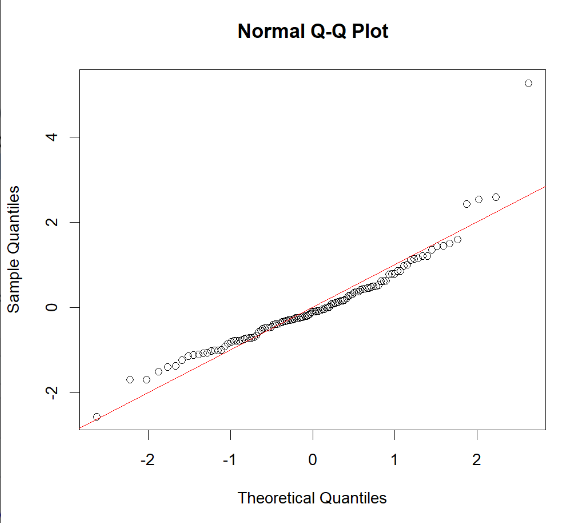 Normal Q-Q Plot
4
2
0
-2
Sample Quantiles
-2 -1 0 1 2
Theoretical Quantiles